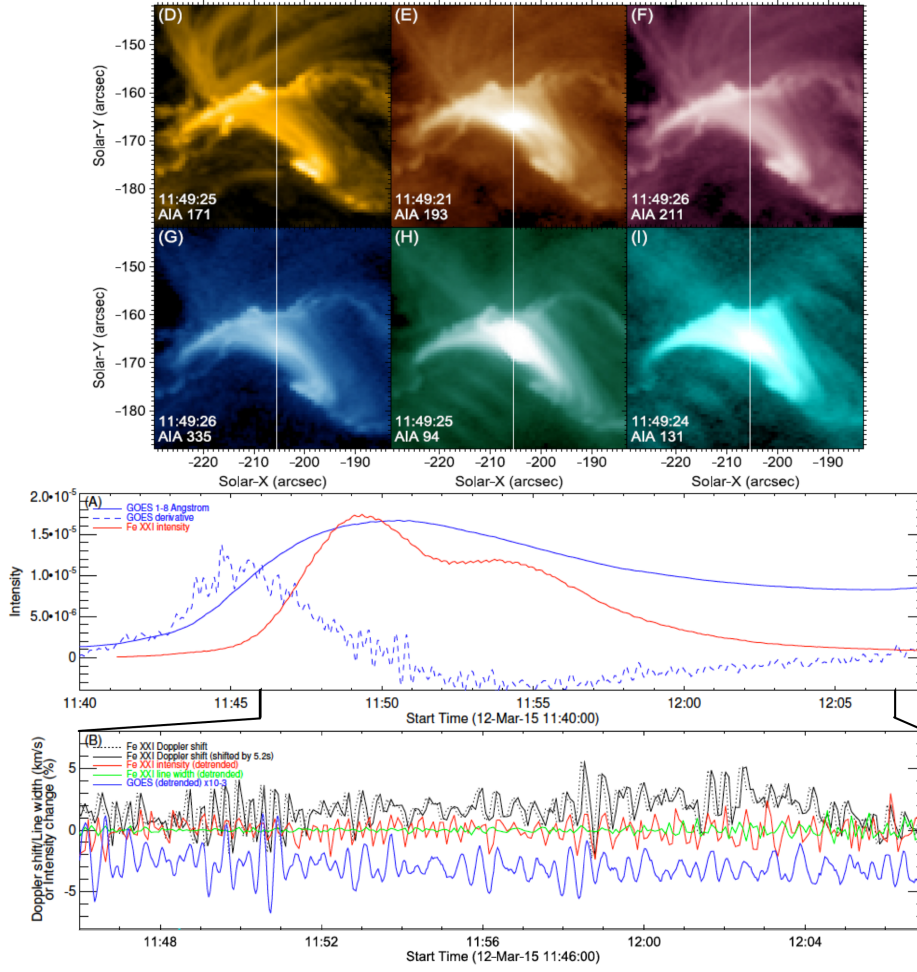 (D) (E) (F)
Solar-Y (arcsec)
−150
−160
−170
−180
11:49:25 11:49:21 11:49:26
AIA 171 AIA 193 AIA 211
(G) (H) (I)
Solar-Y (arcsec)
−150
−160
−170
−180
11:49:26 11:49:25 11:49:24
AIA 335 AIA 94 AIA 131
−220 −210 −200 −190 −220 −210 −200 −190 −220 −210 −200 −190
Solar-X (arcsec) Solar-X (arcsec) Solar-X (arcsec)
(A)
GOES 1-8 Angstrom
GOES derivative
Fe XXI intensity
Intensity
2.0•10-5
1.5•10-5
1.0•10-5
5.0•10-6
0
11:40 11:45 11:50 11:55 12:00 12:05
Start Time (12-Mar-15 11:40:00)
(B)
Fe XXI Doppler shift
Fe XXI Doppler shift (shifted by 5.2s)
Fe XXI intensity (detrended)
Fe XXI line width (detrended)
GOES (detrended) x10-3
Doppler shift/Line width (km/s)
or Intensity change (%)
5
0
-5
11:48 11:52 11:56 12:00 12:04
Start Time (12-Mar-15 11:46:00)